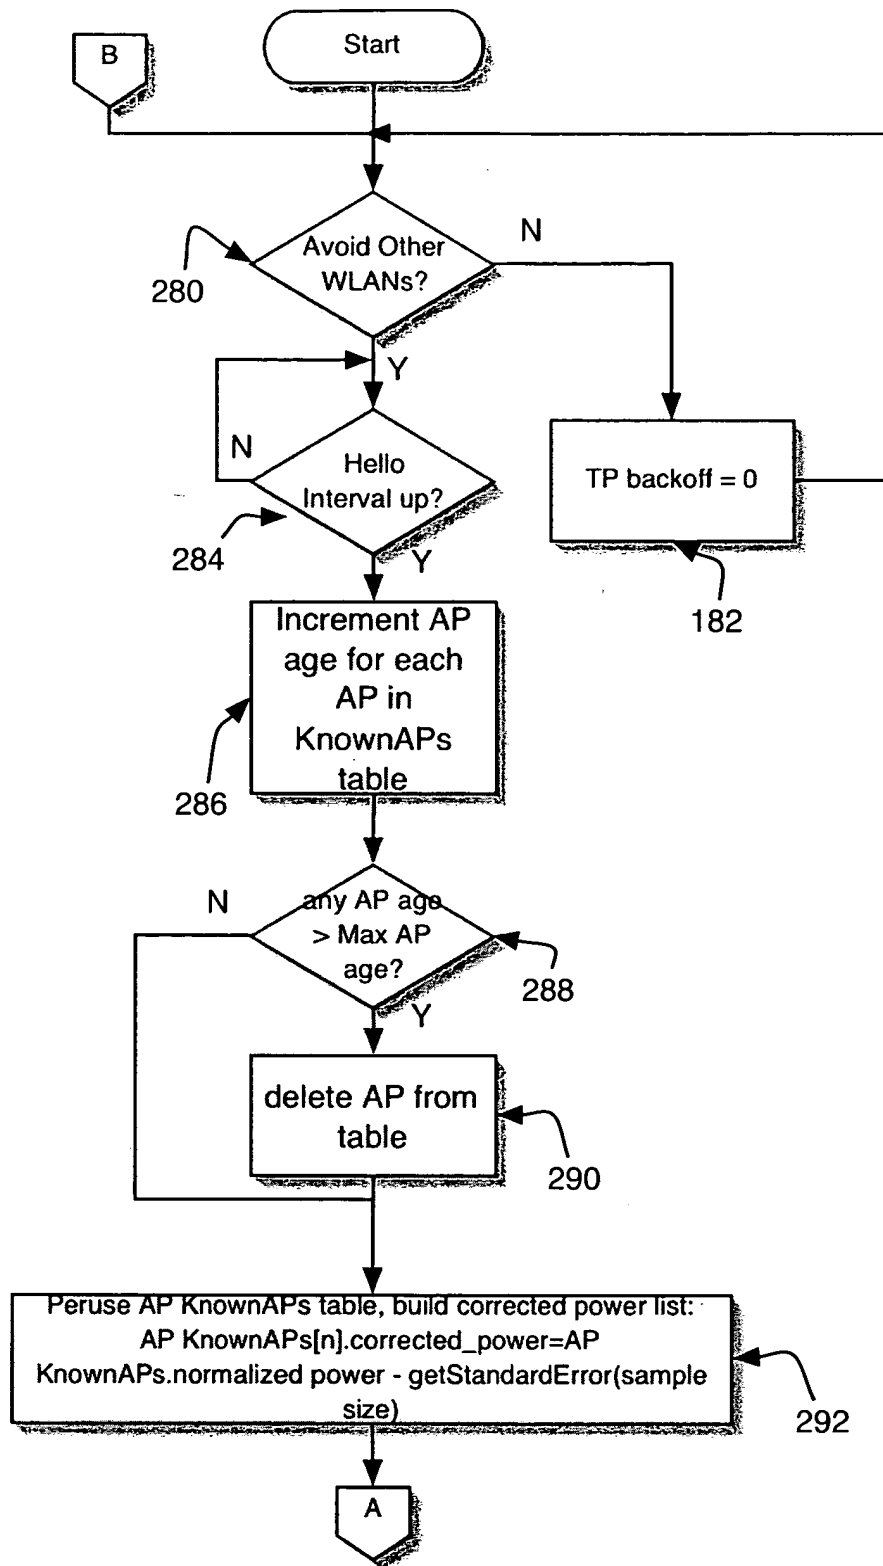 B
Start
Avoid Other
WLANs?
N
280
Y
N
Hello
Interval up?
TP backoff = 0
284
Y
182
Increment AP
age for each
AP in
KnownAPs
table
286
N
any AP age
> Max AP
age?
288
Y
delete AP from
table
290
Peruse AP KnownAPs table, build corrected power list:
AP KnownAPs[n].corrected_power=AP
KnownAPs.normalized power - getStandardError(sample
size)
292
A